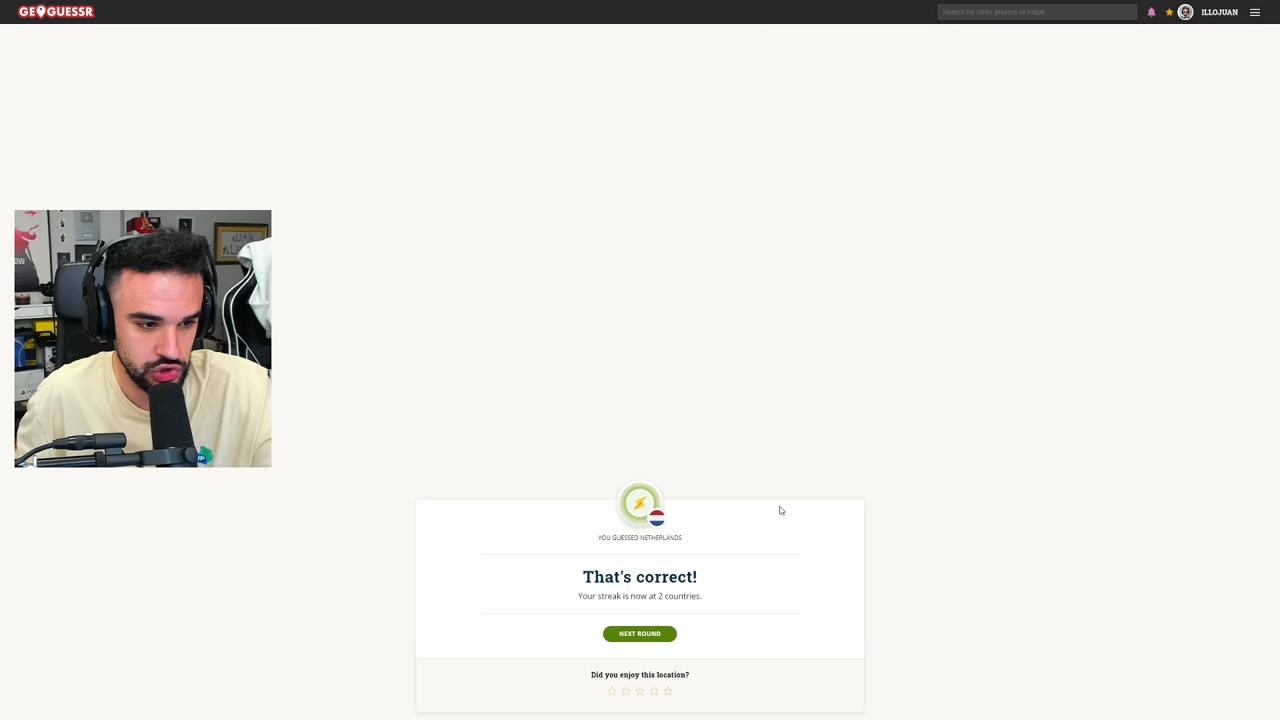 GEOGUESSR
Search for other players or maps
ILLOJUAN
YOU GUESSED NETHERLANDS
That's correct!
Your streak is now at 2 countries.
NEXT ROUND
Did you enjoy this location?